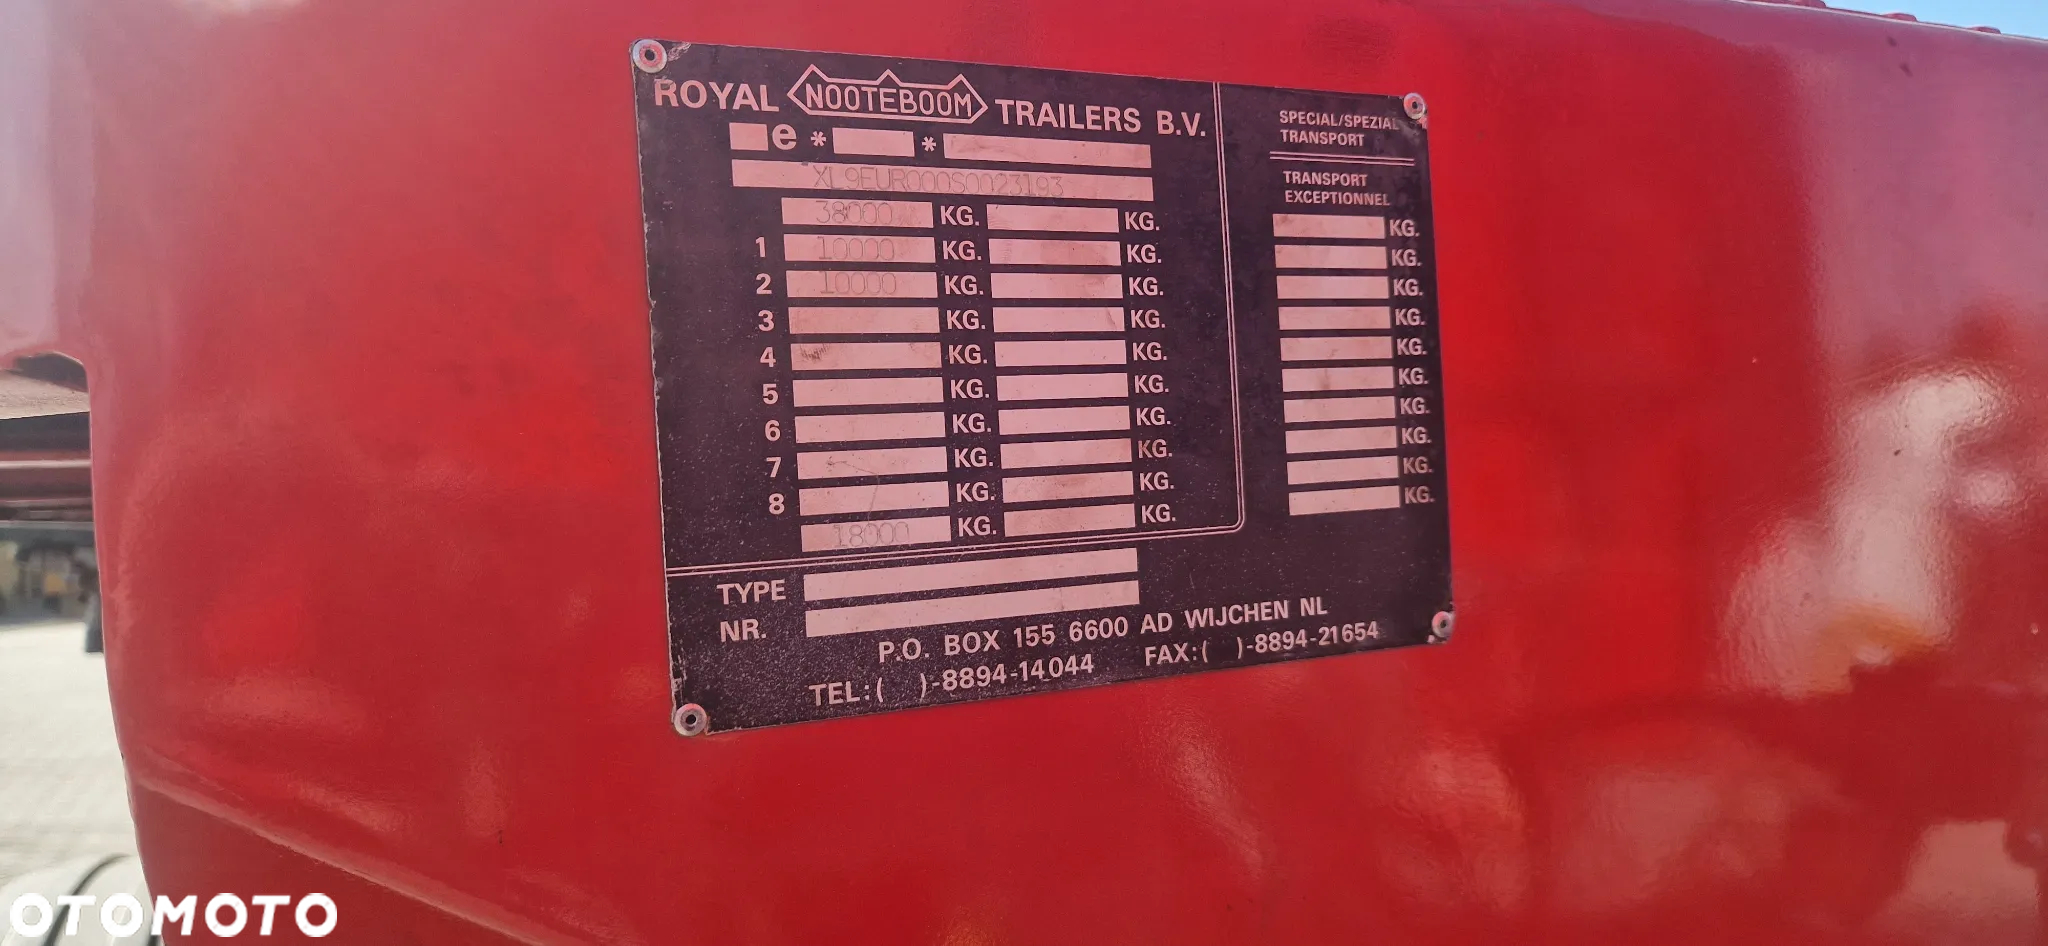 ROYAL NOOTEBOOM TRAILERS B.V.
e * *
XL9EUR000S0023193
38000 KG. KG.
1 10000 KG. KG.
2 10000 KG. KG.
3 KG. KG.
4 KG. KG.
5 KG. KG.
6 KG. KG.
7 KG. KG.
8 KG. KG.
18000 KG. KG.
SPECIAL/SPEZIAL
TRANSPORT
TRANSPORT
EXCEPTIONNEL
KG.
KG.
KG.
KG.
KG.
KG.
KG.
KG.
KG.
KG.
TYPE
NR.
P.O. BOX 155 6600 AD WIJCHEN NL
TEL:( )-8894-14044 FAX:( )-8894-21654
OTOMOTO